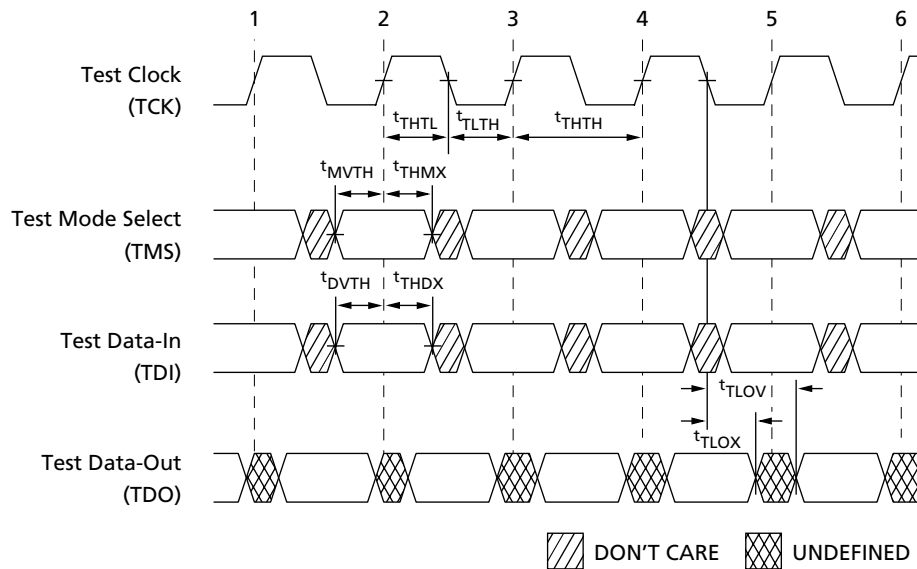 1 2 3 4 5 6
Test Clock
(TCK)
tTHTL tTLTH tTHTH
tMVTH tTHMX
Test Mode Select
(TMS)
tDVTH tTHDX
Test Data-In
(TDI)
tTLOV
tTLOX
Test Data-Out
(TDO)
DON'T CARE UNDEFINED